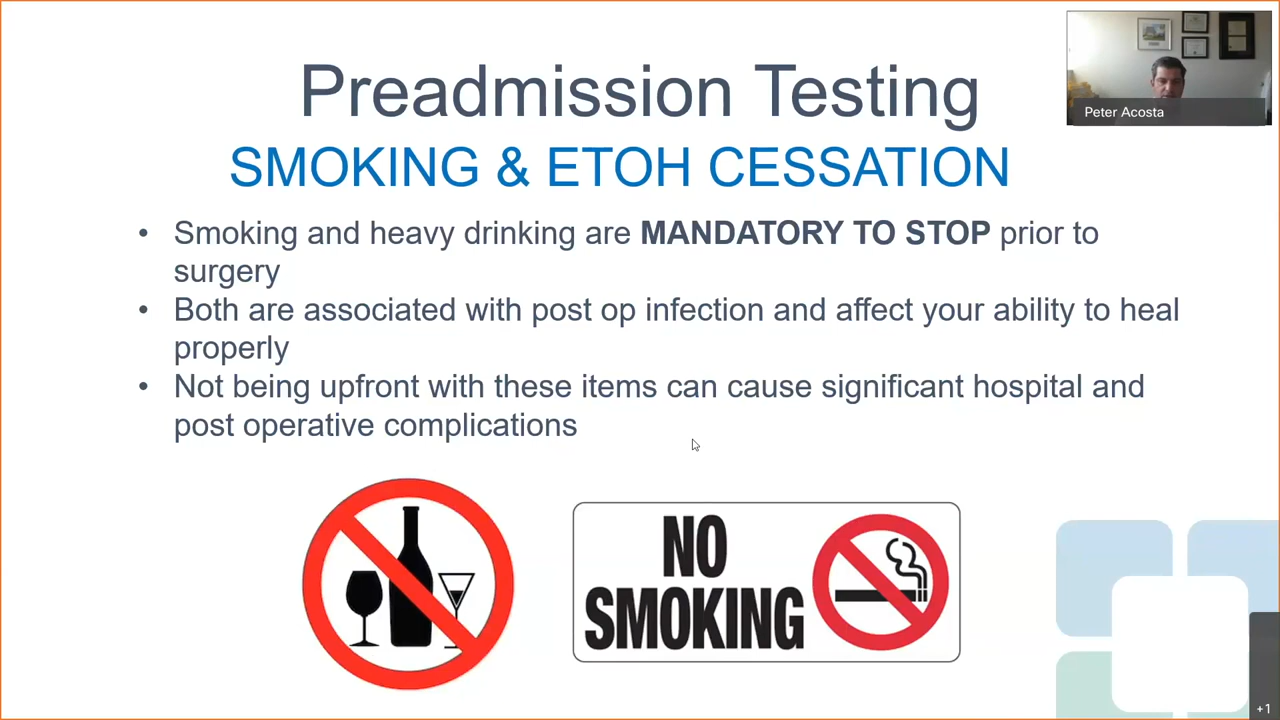 Preadmission Testing
Peter Acosta
SMOKING & ETOH CESSATION
• Smoking and heavy drinking are MANDATORY TO STOP prior to
surgery
• Both are associated with post op infection and affect your ability to heal
properly
• Not being upfront with these items can cause significant hospital and
post operative complications
NO
SMOKING
+1